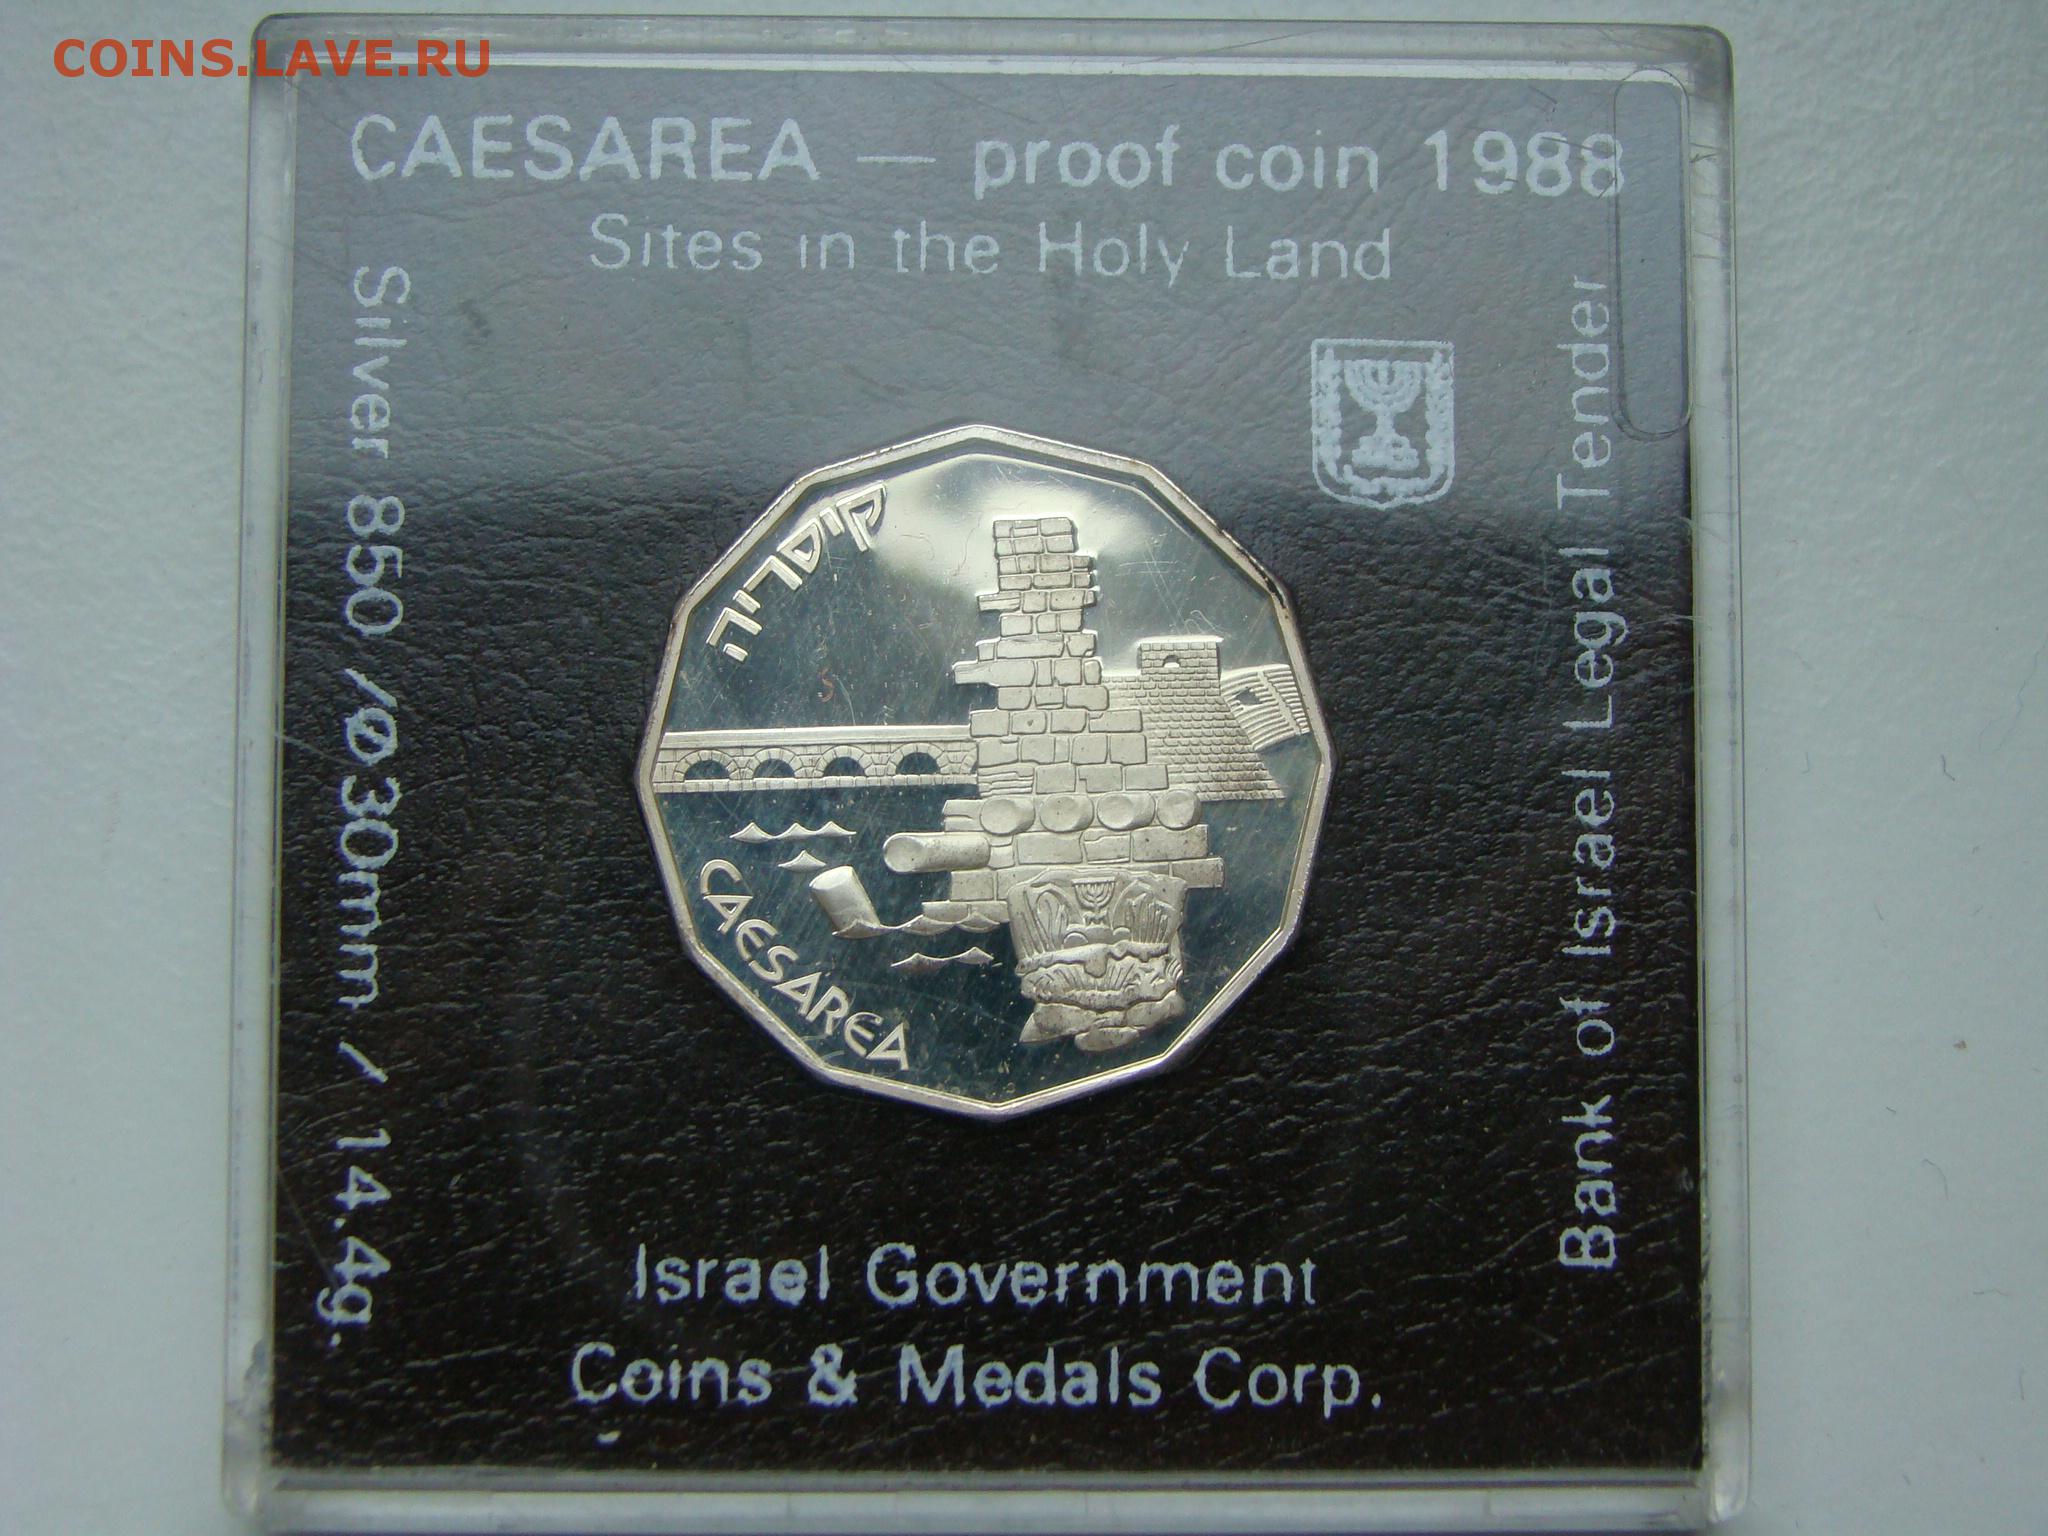 COINS.LAVE.RU
CAESAREA — proof coin 1988
Sites in the Holy Land
Silver 850 /Ø30mm / 14.4g.
Bank of Israel Legal Tender
קיסריה
CAESAREA
Israel Government
Coins & Medals Corp.